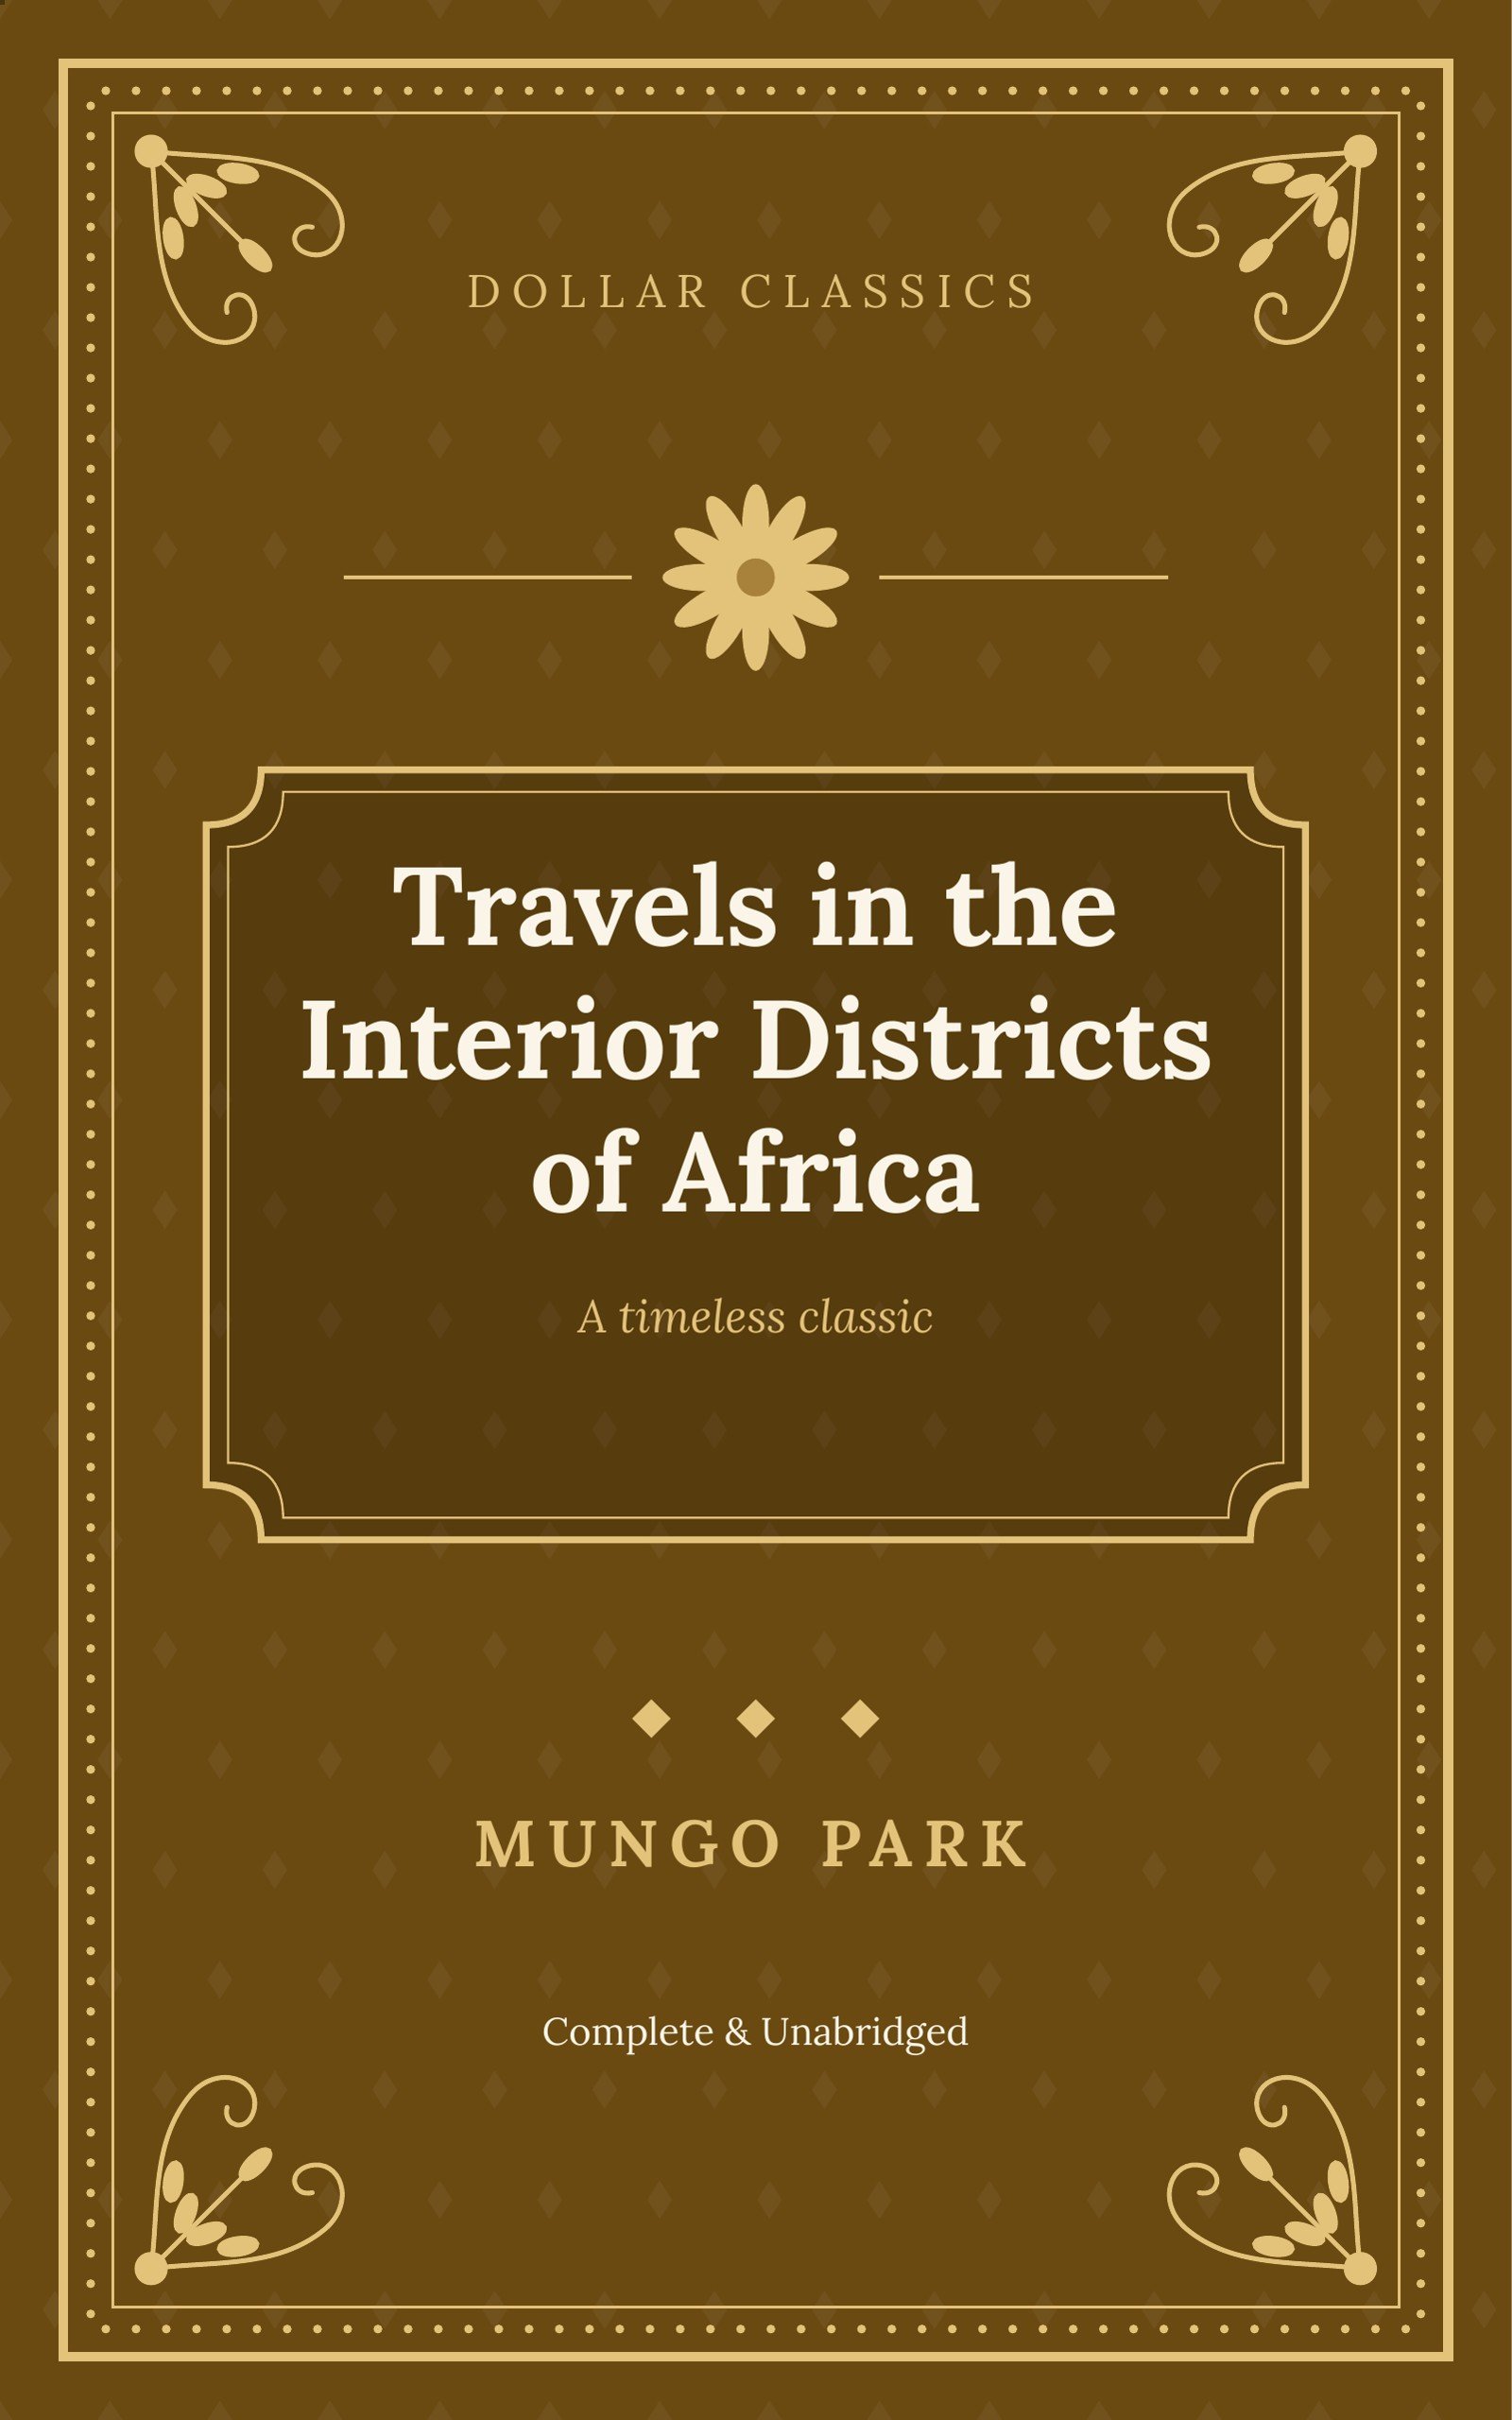 DOLLAR CLASSICS
Travels in the
Interior Districts
of Africa
A timeless classic
MUNGO PARK
Complete & Unabridged